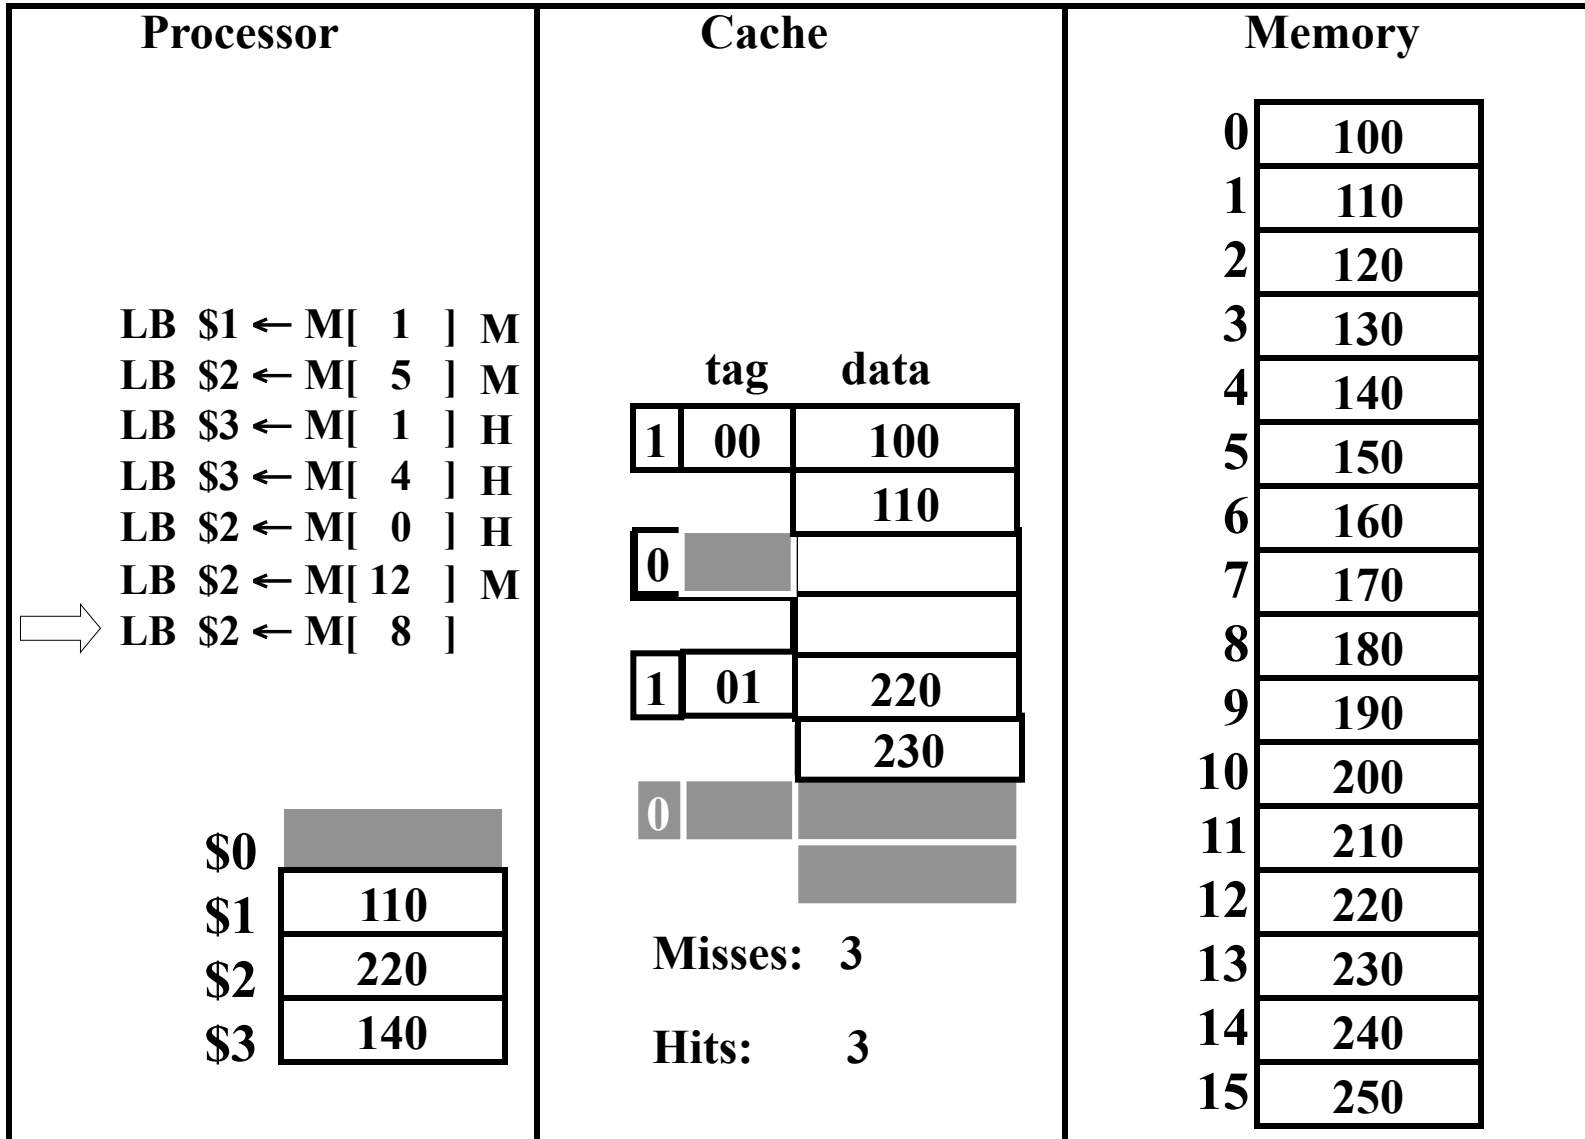 Processor
LB $1 ← M[ 1 ] M
LB $2 ← M[ 5 ] M
LB $3 ← M[ 1 ] H
LB $3 ← M[ 4 ] H
LB $2 ← M[ 0 ] H
LB $2 ← M[ 12 ] M
LB $2 ← M[ 8 ]
$0
$1 110
$2 220
$3 140
Cache
tag data
1 00 100
110
0
1 01 220
230
0
Misses: 3
Hits: 3
Memory
0 100
1 110
2 120
3 130
4 140
5 150
6 160
7 170
8 180
9 190
10 200
11 210
12 220
13 230
14 240
15 250